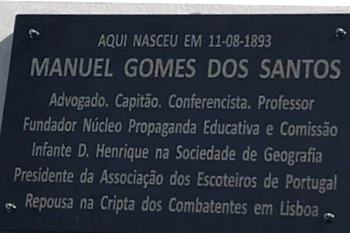 AQUI NASCEU EM 11-08-1893
MANUEL GOMES DOS SANTOS
Advogado. Capitão. Conferencista. Professor
Fundador Núcleo Propaganda Educativa e Comissão
Infante D. Henrique na Sociedade de Geografia
Presidente da Associação dos Escoteiros de Portugal
Repousa na Cripta dos Combatentes em Lisboa